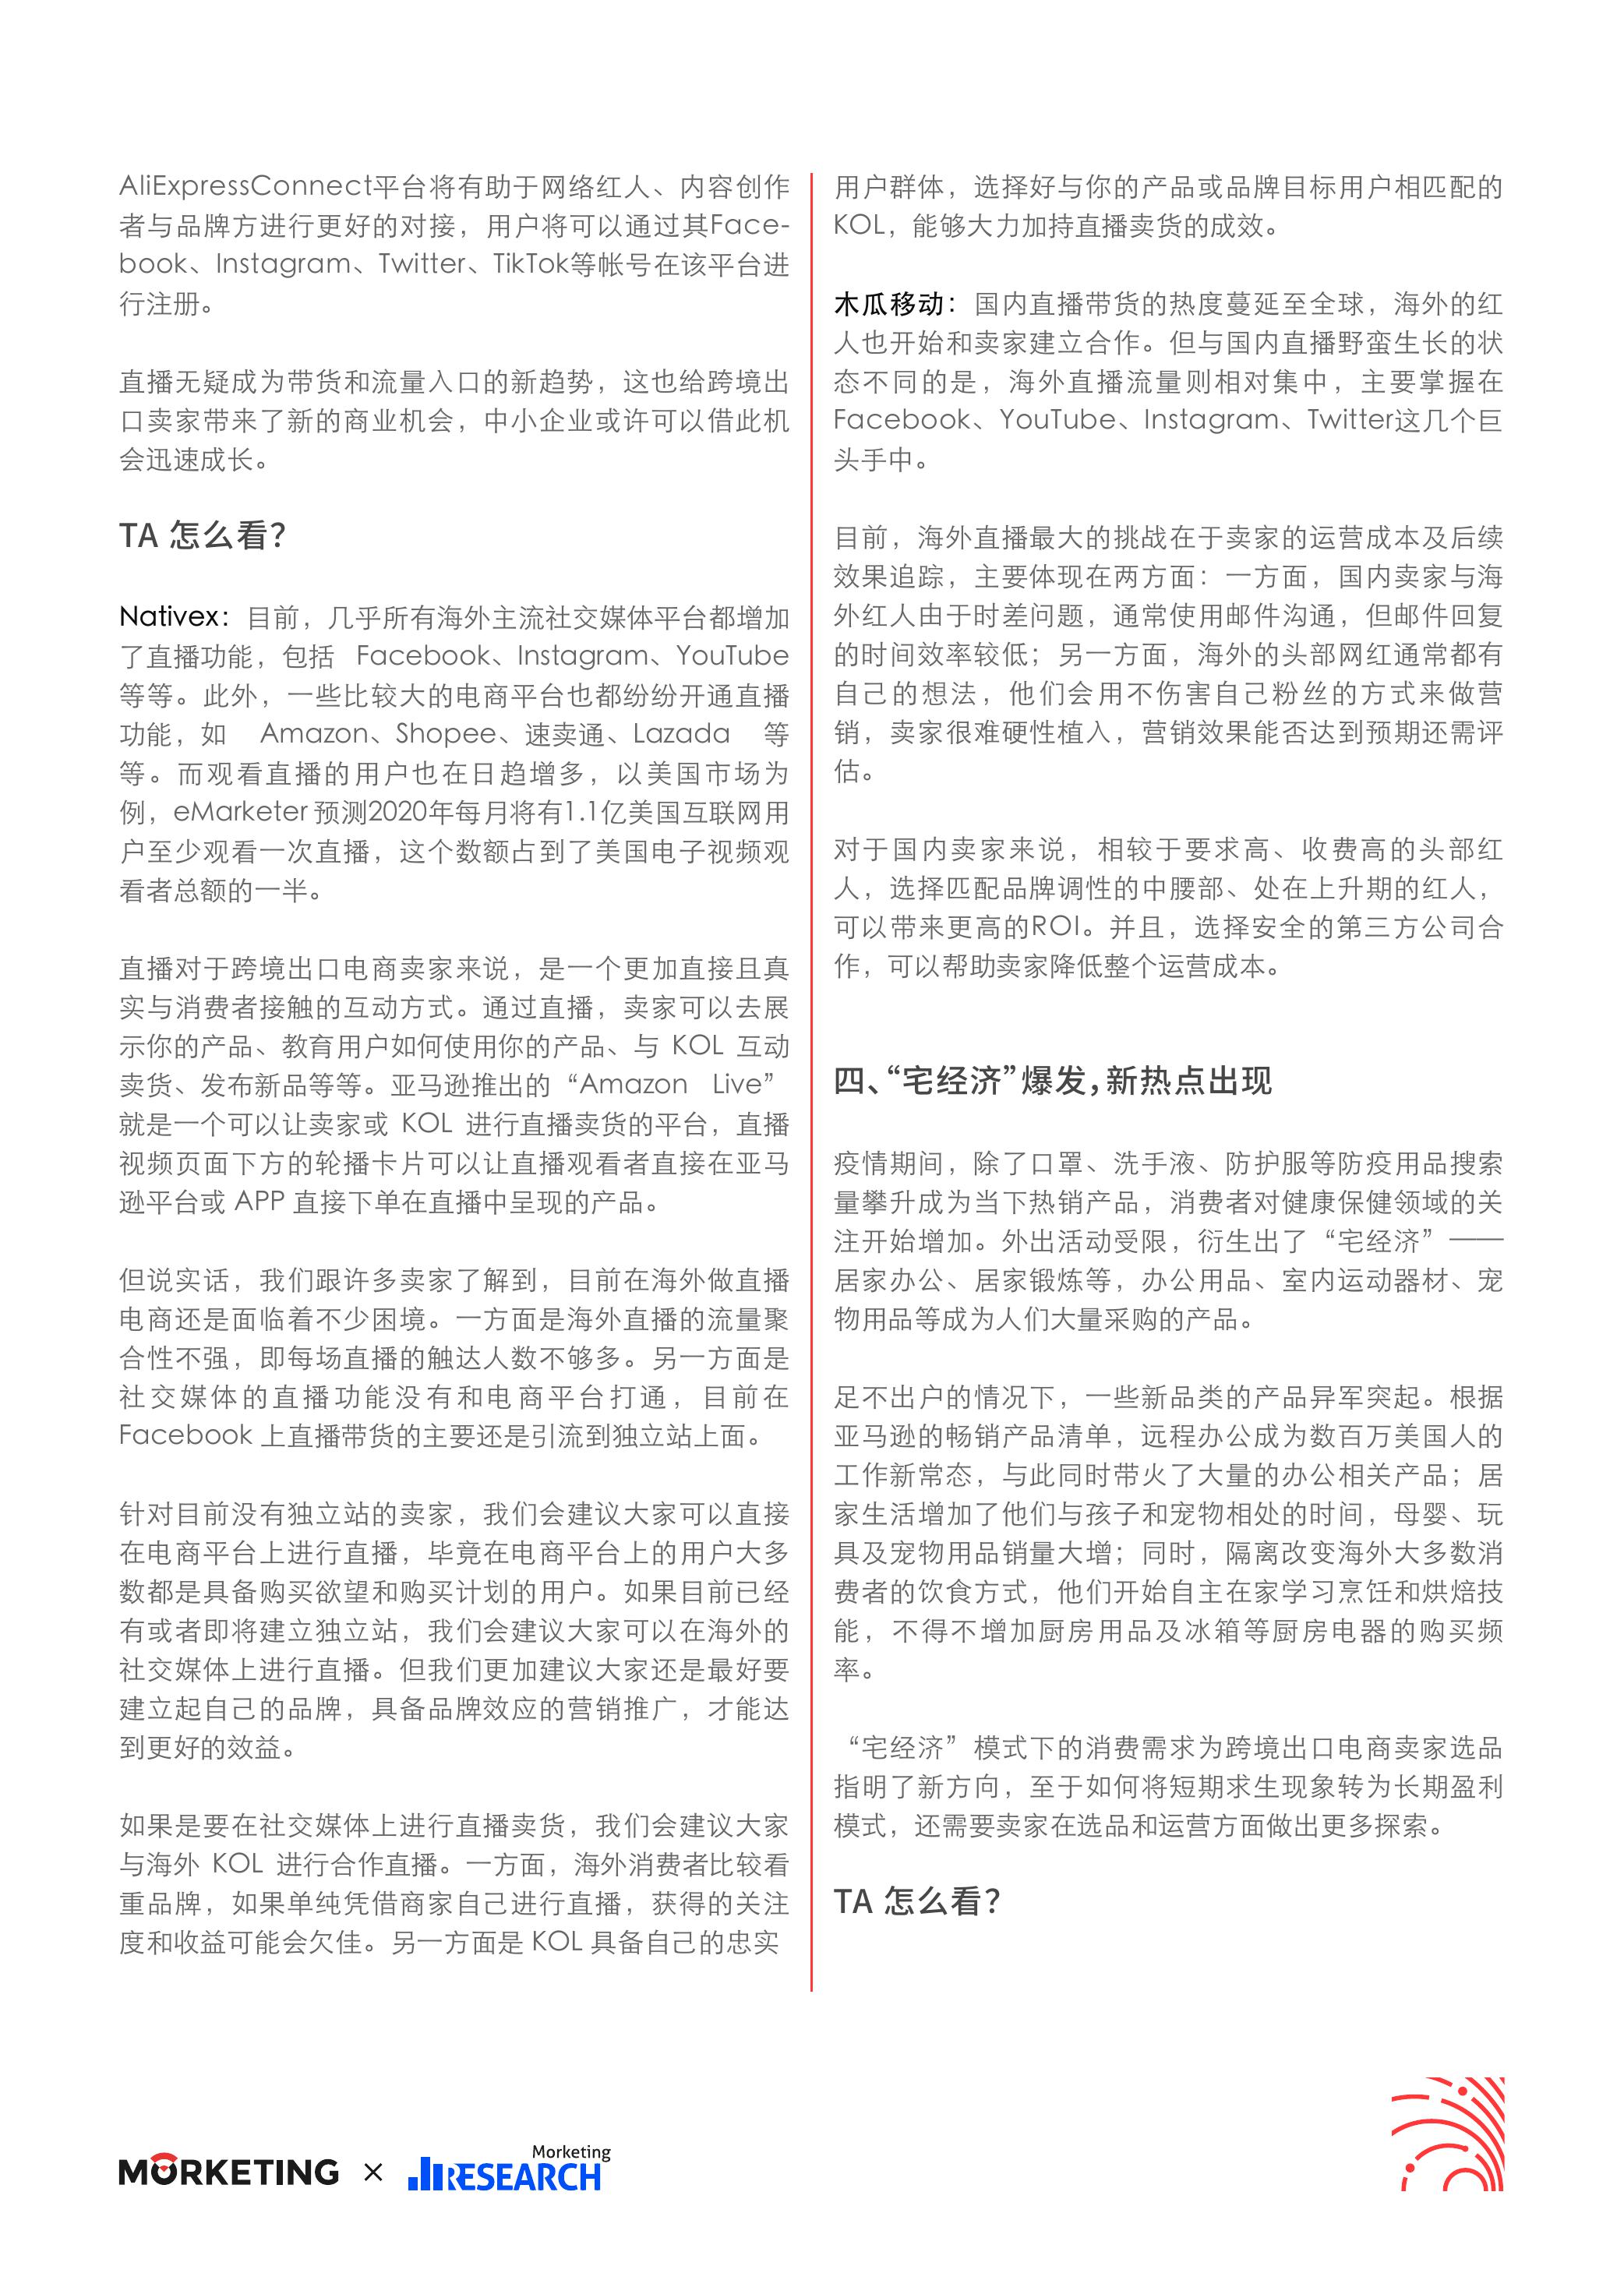 AliExpressConnect平台将有助于网络红人、内容创作
者与品牌方进行更好的对接，用户将可以通过其Face-
book、Instagram、Twitter、TikTok等帐号在该平台进
行注册。
直播无疑成为带货和流量入口的新趋势，这也给跨境出
口卖家带来了新的商业机会，中小企业或许可以借此机
会迅速成长。
TA 怎么看？
Nativex：目前，几乎所有海外主流社交媒体平台都增加
了直播功能，包括 Facebook、Instagram、YouTube
等等。此外，一些比较大的电商平台也都纷纷开通直播
功能，如 Amazon、Shopee、速卖通、Lazada 等
等。而观看直播的用户也在日趋增多，以美国市场为
例，eMarketer 预测2020年每月将有1.1亿美国互联网用
户至少观看一次直播，这个数额占到了美国电子视频观
看者总额的一半。
直播对于跨境出口电商卖家来说，是一个更加直接且真
实与消费者接触的互动方式。通过直播，卖家可以去展
示你的产品、教育用户如何使用你的产品、与 KOL 互动
卖货、发布新品等等。亚马逊推出的“Amazon Live”
就是一个可以让卖家或 KOL 进行直播卖货的平台，直播
视频页面下方的轮播卡片可以让直播观看者直接在亚马
逊平台或 APP 直接下单在直播中呈现的产品。
但说实话，我们跟许多卖家了解到，目前在海外做直播
电商还是面临着不少困境。一方面是海外直播的流量聚
合性不强，即每场直播的触达人数不够多。另一方面是
社交媒体的直播功能没有和电商平台打通，目前在
Facebook 上直播带货的主要还是引流到独立站上面。
针对目前没有独立站的卖家，我们会建议大家可以直接
在电商平台上进行直播，毕竟在电商平台上的用户大多
数都是具备购买欲望和购买计划的用户。如果目前已经
有或者即将建立独立站，我们会建议大家可以在海外的
社交媒体上进行直播。但我们更加建议大家还是最好要
建立起自己的品牌，具备品牌效应的营销推广，才能达
到更好的效益。
如果是要在社交媒体上进行直播卖货，我们会建议大家
与海外 KOL 进行合作直播。一方面，海外消费者比较看
重品牌，如果单纯凭借商家自己进行直播，获得的关注
度和收益可能会欠佳。另一方面是 KOL 具备自己的忠实
用户群体，选择好与你的产品或品牌目标用户相匹配的
KOL，能够大力加持直播卖货的成效。
木瓜移动：国内直播带货的热度蔓延至全球，海外的红
人也开始和卖家建立合作。但与国内直播野蛮生长的状
态不同的是，海外直播流量则相对集中，主要掌握在
Facebook、YouTube、Instagram、Twitter这几个巨
头手中。
目前，海外直播最大的挑战在于卖家的运营成本及后续
效果追踪，主要体现在两方面：一方面，国内卖家与海
外红人由于时差问题，通常使用邮件沟通，但邮件回复
的时间效率较低；另一方面，海外的头部网红通常都有
自己的想法，他们会用不伤害自己粉丝的方式来做营
销，卖家很难硬性植入，营销效果能否达到预期还需评
估。
对于国内卖家来说，相较于要求高、收费高的头部红
人，选择匹配品牌调性的中腰部、处在上升期的红人，
可以带来更高的ROI。并且，选择安全的第三方公司合
作，可以帮助卖家降低整个运营成本。
四、“宅经济”爆发，新热点出现
疫情期间，除了口罩、洗手液、防护服等防疫用品搜索
量攀升成为当下热销产品，消费者对健康保健领域的关
注开始增加。外出活动受限，衍生出了“宅经济”——
居家办公、居家锻炼等，办公用品、室内运动器材、宠
物用品等成为人们大量采购的产品。
足不出户的情况下，一些新品类的产品异军突起。根据
亚马逊的畅销产品清单，远程办公成为数百万美国人的
工作新常态，与此同时带火了大量的办公相关产品；居
家生活增加了他们与孩子和宠物相处的时间，母婴、玩
具及宠物用品销量大增；同时，隔离改变海外大多数消
费者的饮食方式，他们开始自主在家学习烹饪和烘焙技
能，不得不增加厨房用品及冰箱等厨房电器的购买频
率。
“宅经济”模式下的消费需求为跨境出口电商卖家选品
指明了新方向，至于如何将短期求生现象转为长期盈利
模式，还需要卖家在选品和运营方面做出更多探索。
TA 怎么看？
MORKETING × Morketing RESEARCH